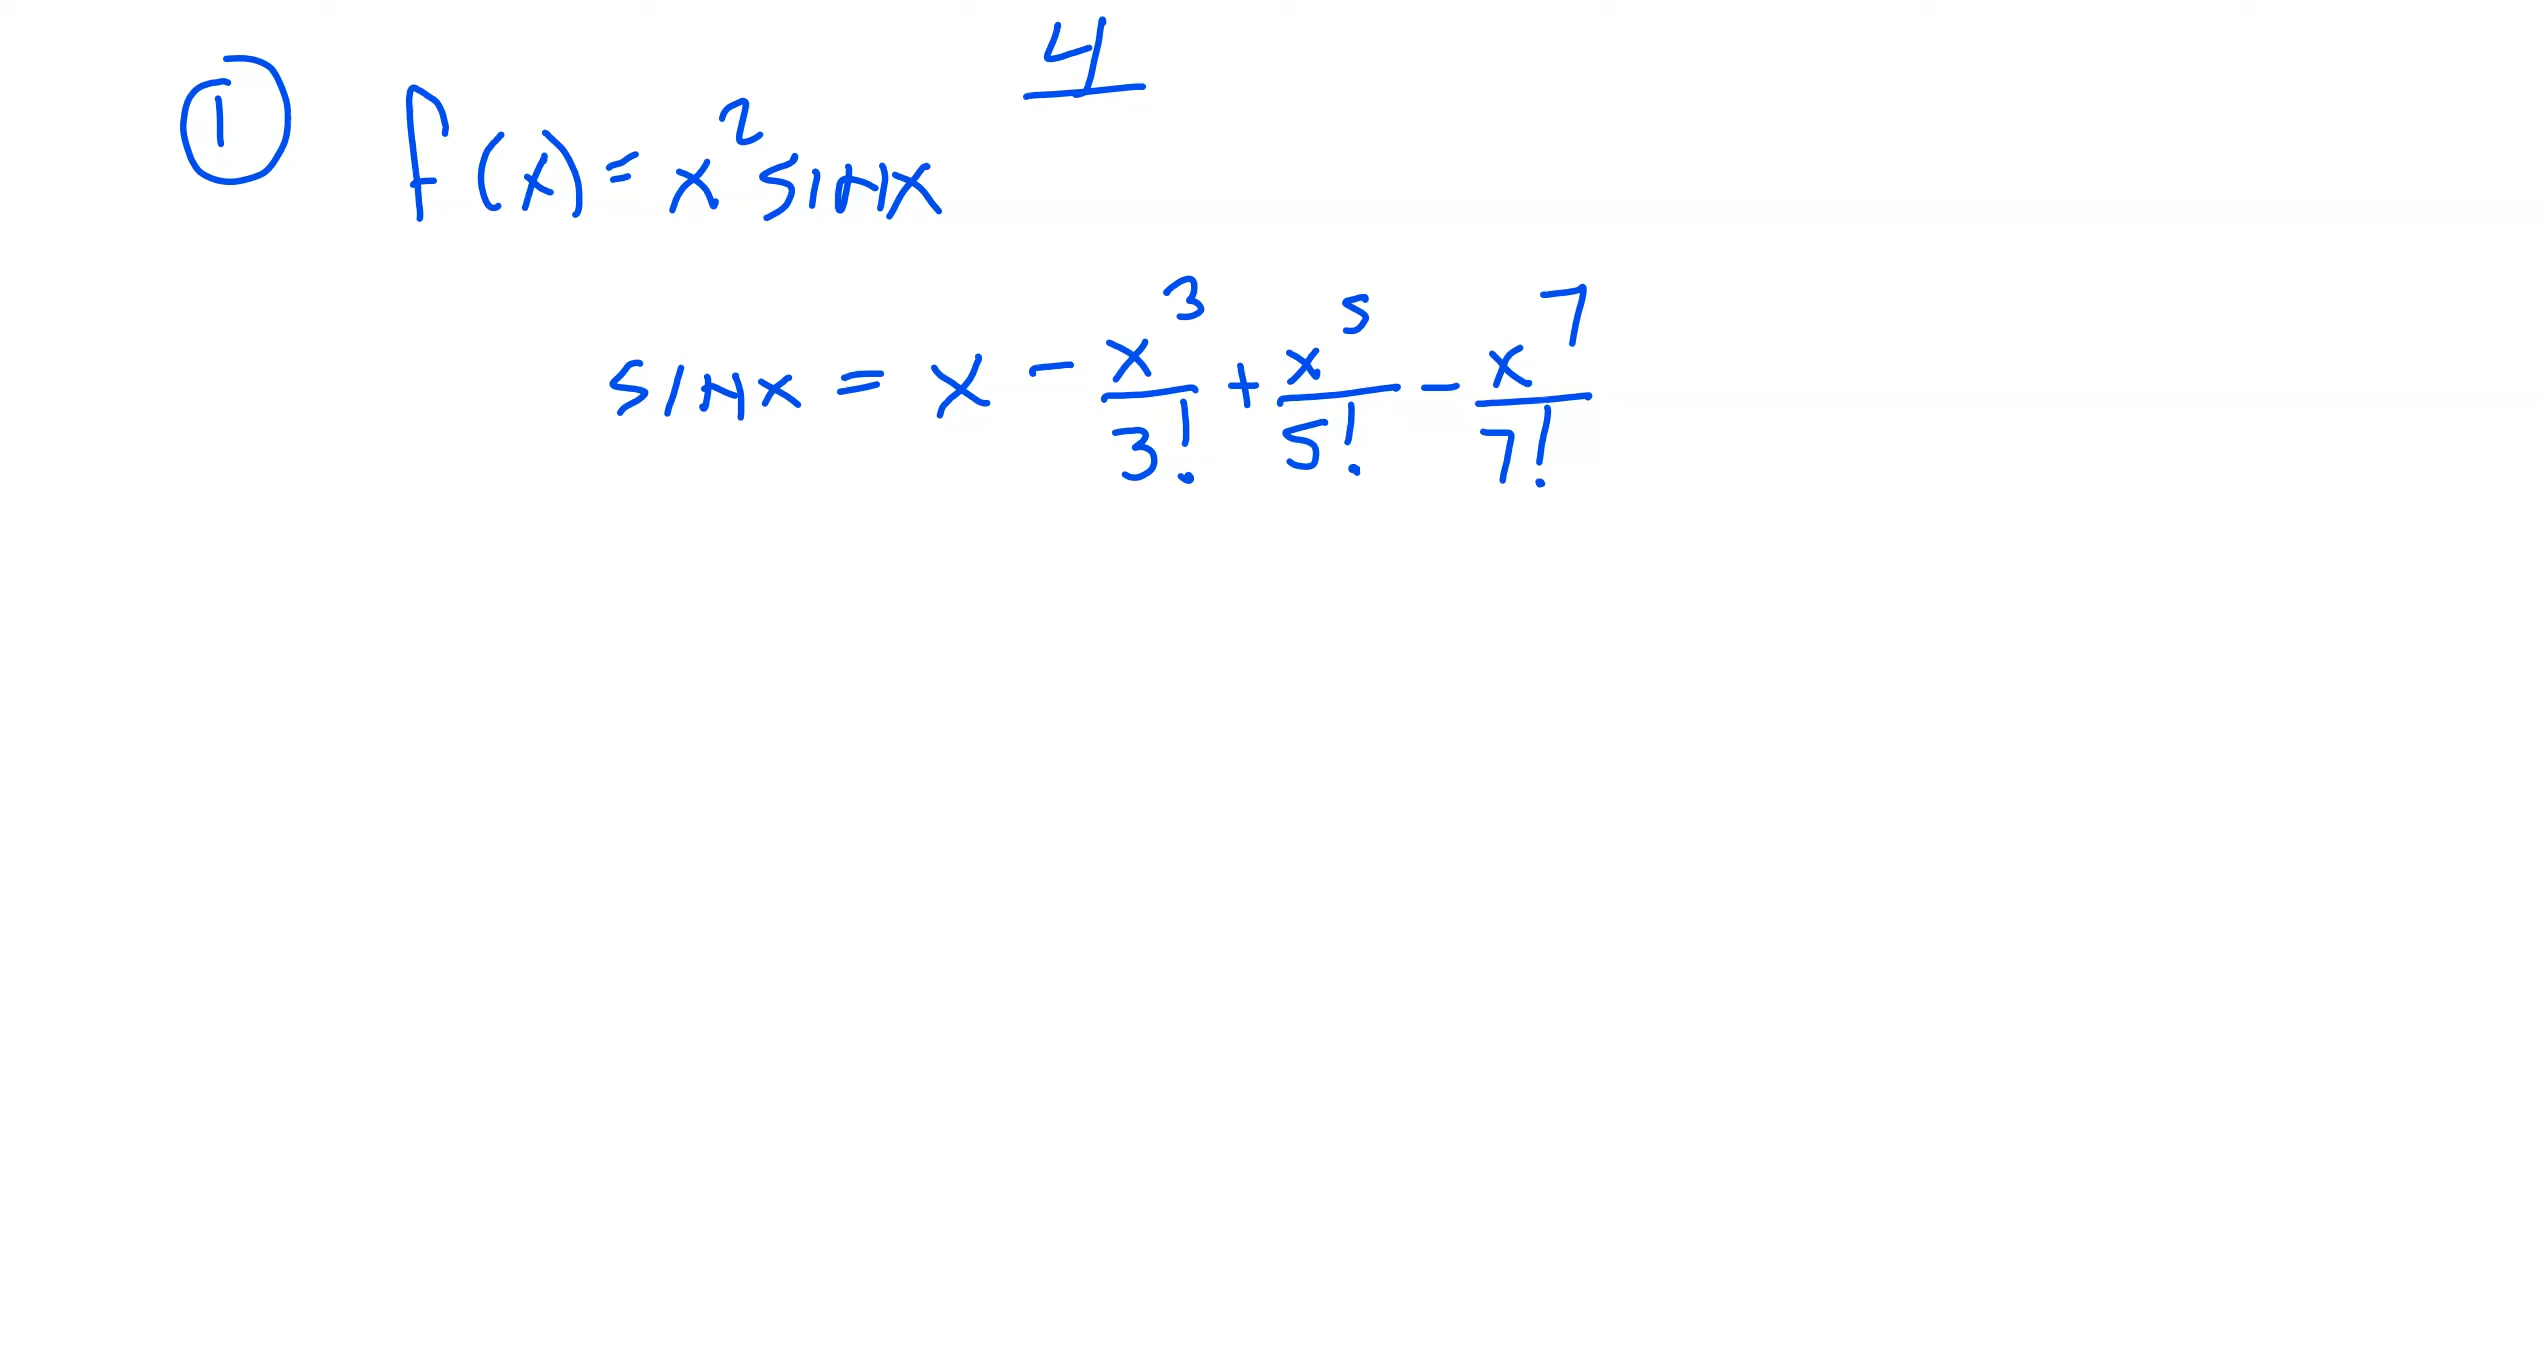 4
① f(x) = x² sin x
sin x = x - x³/3! + x⁵/5! - x⁷/7!